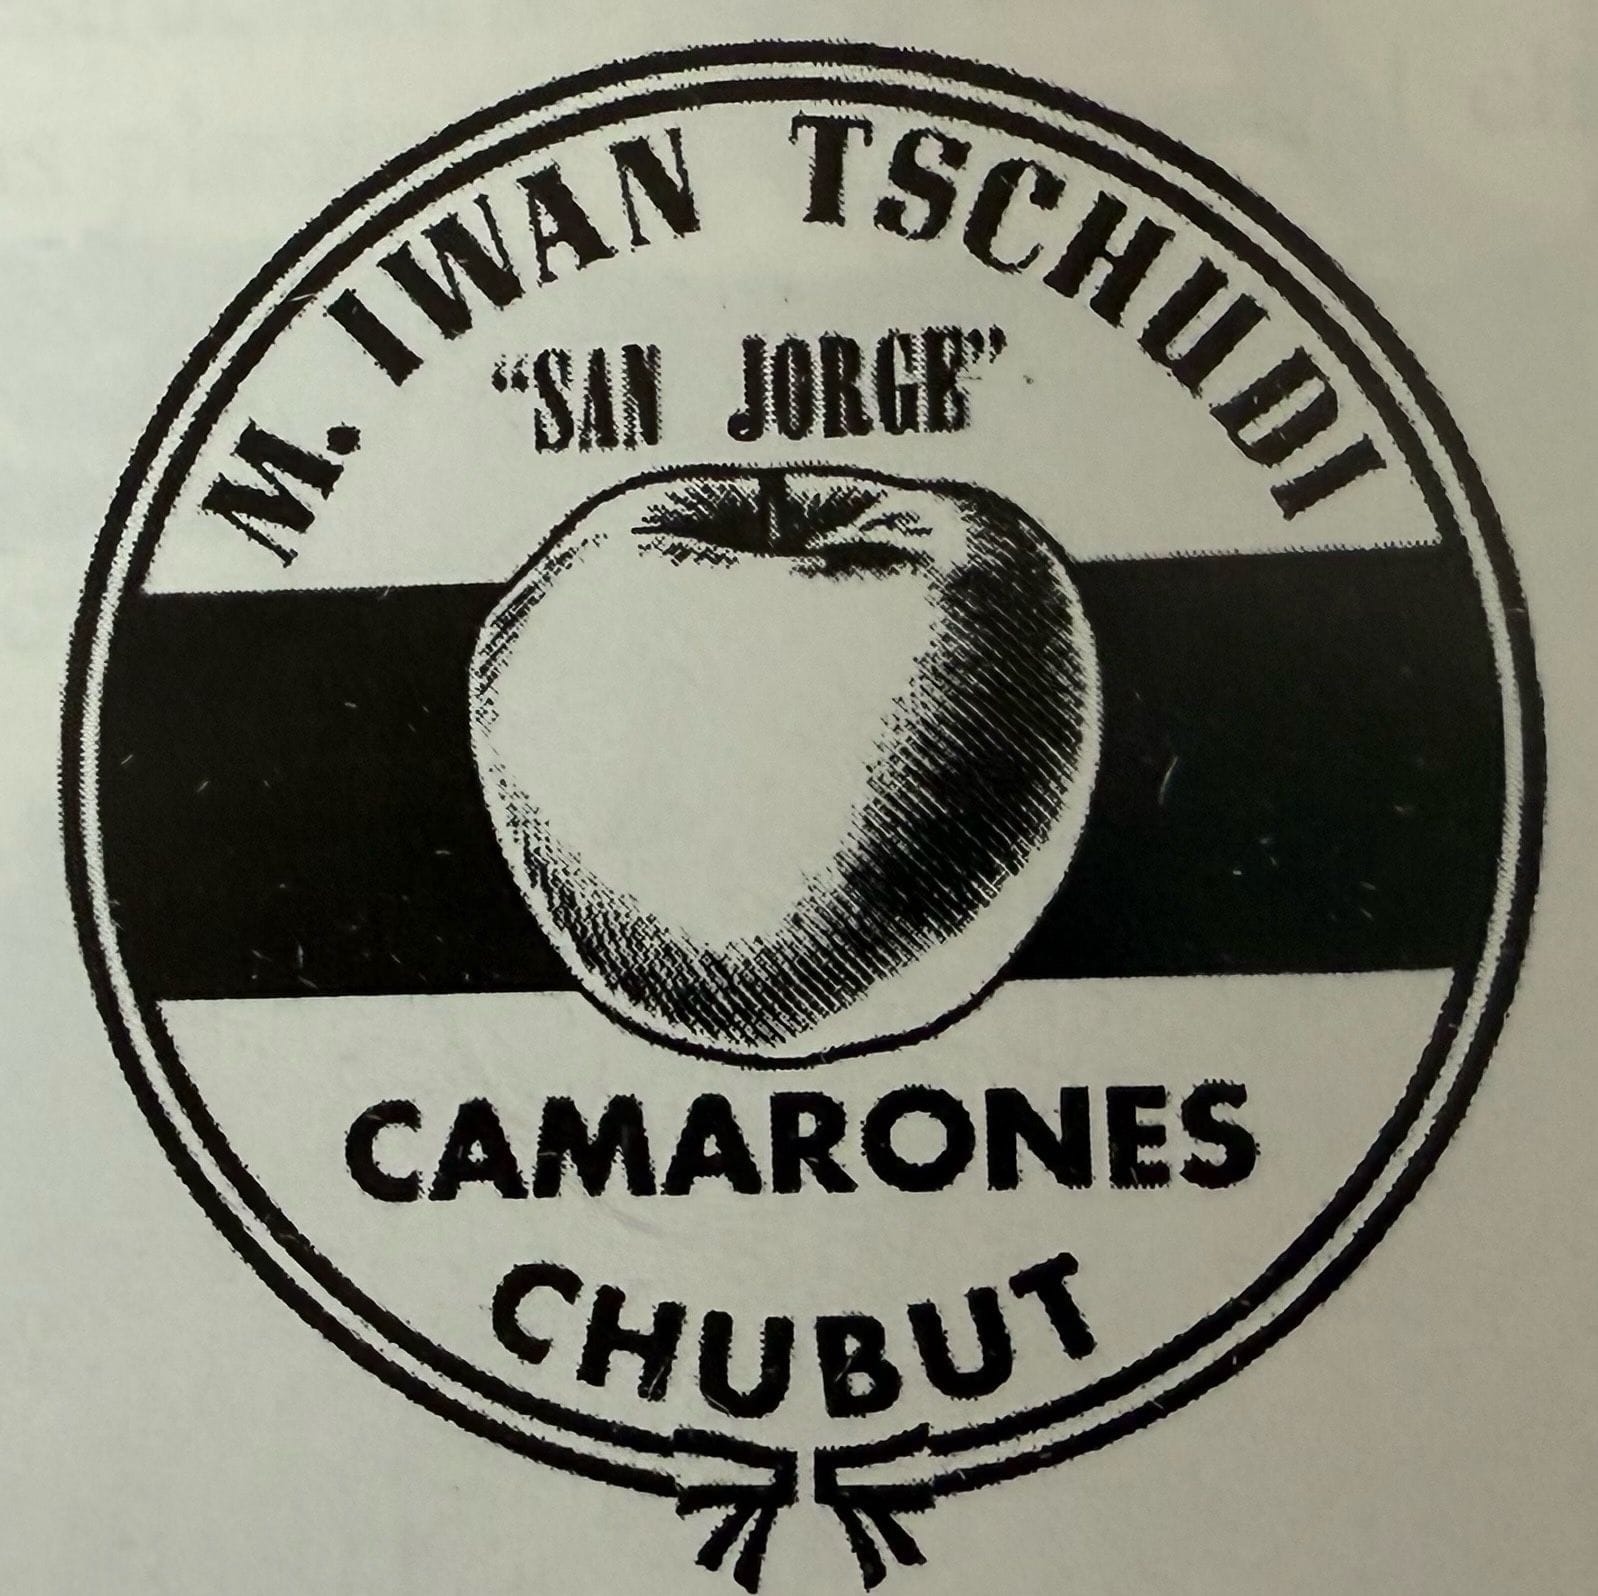 M. IWAN TSCHUDI
“SAN JORGE”
CAMARONES
CHUBUT